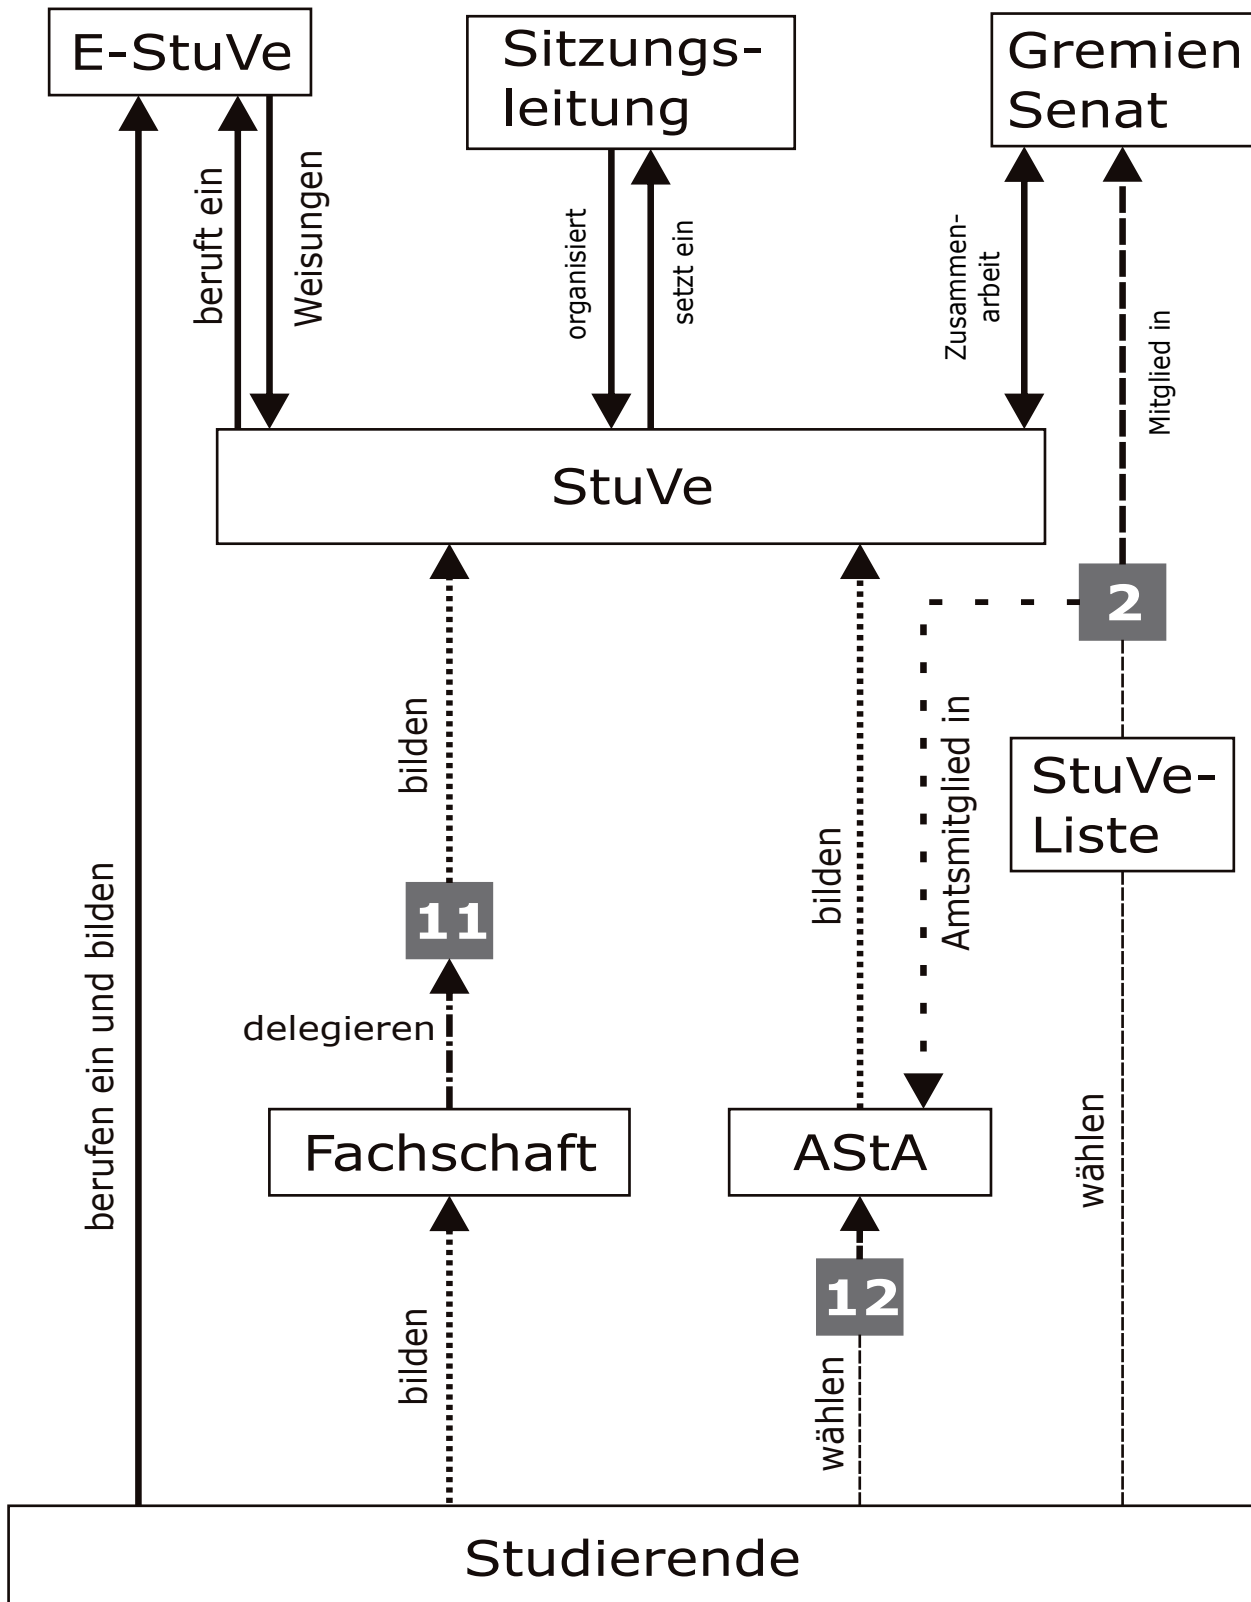 E-StuVe
Sitzungs-
leitung
Gremien
Senat
beruft ein
Weisungen
organisiert
setzt ein
Zusammen-
arbeit
Mitglied in
StuVe
2
bilden
bilden
Amtsmitglied in
StuVe-
Liste
11
delegieren
berufen ein und bilden
Fachschaft
AStA
wählen
12
bilden
wählen
Studierende